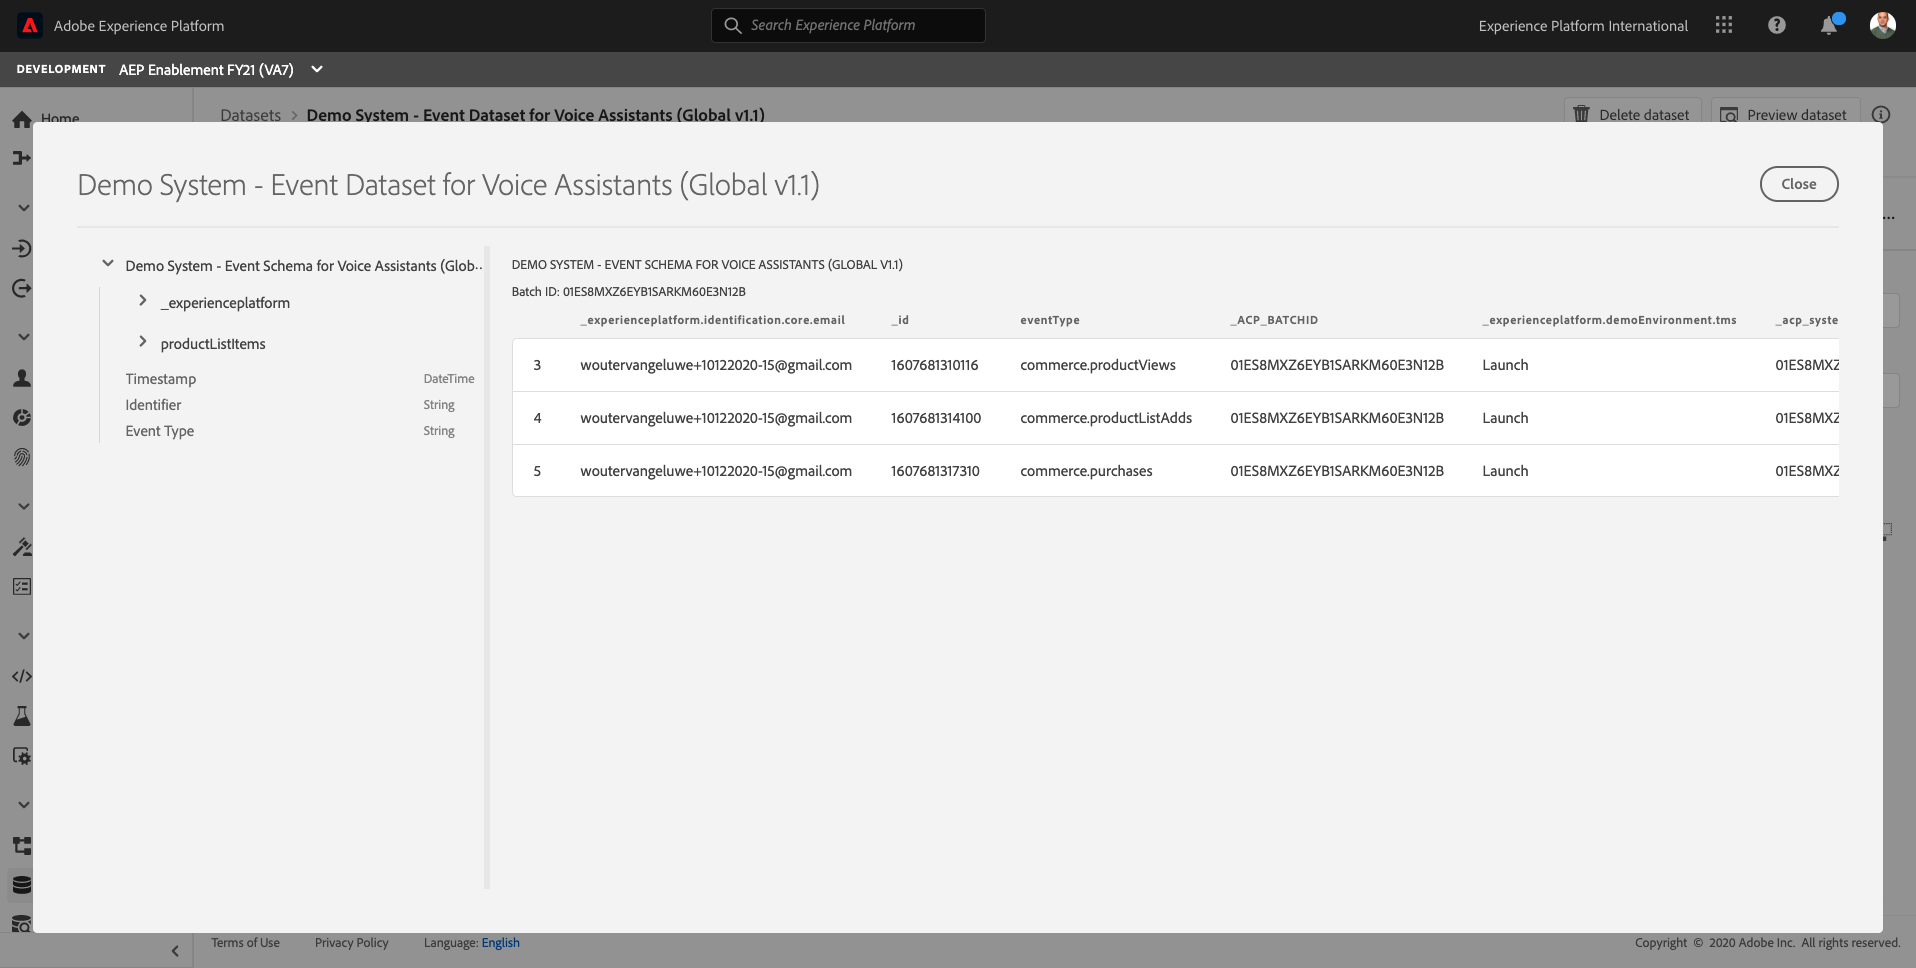 Adobe Experience Platform
Search Experience Platform
Experience Platform International
DEVELOPMENT AEP Enablement FY21 (VA7)
Home
Datasets > Demo System - Event Dataset for Voice Assistants (Global v1.1)
Delete dataset
Preview dataset
Demo System - Event Dataset for Voice Assistants (Global v1.1)
Close
Demo System - Event Schema for Voice Assistants (Glob..
_experienceplatform
productListItems
Timestamp DateTime
Identifier String
Event Type String
DEMO SYSTEM - EVENT SCHEMA FOR VOICE ASSISTANTS (GLOBAL V1.1)
Batch ID: 01ES8MXZ6EYB1SARKM60E3N12B
_experienceplatform.identification.core.email _id eventType _ACP_BATCHID _experienceplatform.demoEnvironment.tms _acp_syste
3 woutervangeluwe+10122020-15@gmail.com 1607681310116 commerce.productViews 01ES8MXZ6EYB1SARKM60E3N12B Launch 01ES8MXZ
4 woutervangeluwe+10122020-15@gmail.com 1607681314100 commerce.productListAdds 01ES8MXZ6EYB1SARKM60E3N12B Launch 01ES8MXZ
5 woutervangeluwe+10122020-15@gmail.com 1607681317310 commerce.purchases 01ES8MXZ6EYB1SARKM60E3N12B Launch 01ES8MXZ
Terms of Use Privacy Policy Language: English
Copyright © 2020 Adobe Inc. All rights reserved.